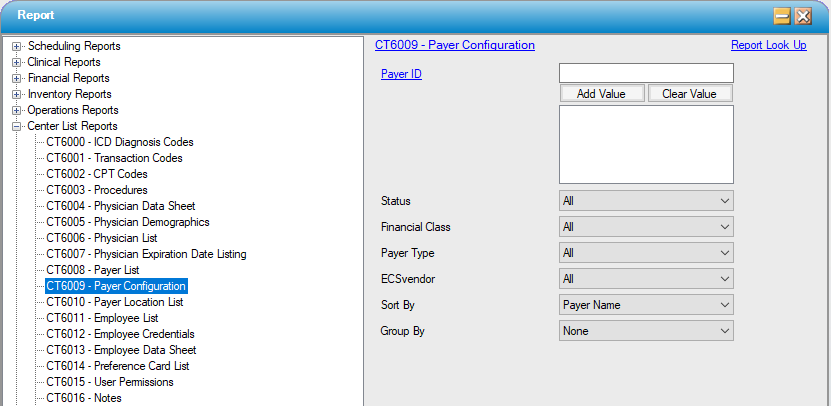 Report
Scheduling Reports
Clinical Reports
Financial Reports
Inventory Reports
Operations Reports
Center List Reports
CT6000 - ICD Diagnosis Codes
CT6001 - Transaction Codes
CT6002 - CPT Codes
CT6003 - Procedures
CT6004 - Physician Data Sheet
CT6005 - Physician Demographics
CT6006 - Physician List
CT6007 - Physician Expiration Date Listing
CT6008 - Payer List
CT6009 - Payer Configuration
CT6010 - Payer Location List
CT6011 - Employee List
CT6012 - Employee Credentials
CT6013 - Employee Data Sheet
CT6014 - Preference Card List
CT6015 - User Permissions
CT6016 - Notes
CT6009 - Payer Configuration Report Look Up
Payer ID
Add Value Clear Value
Status All
Financial Class All
Payer Type All
ECSvendor All
Sort By Payer Name
Group By None